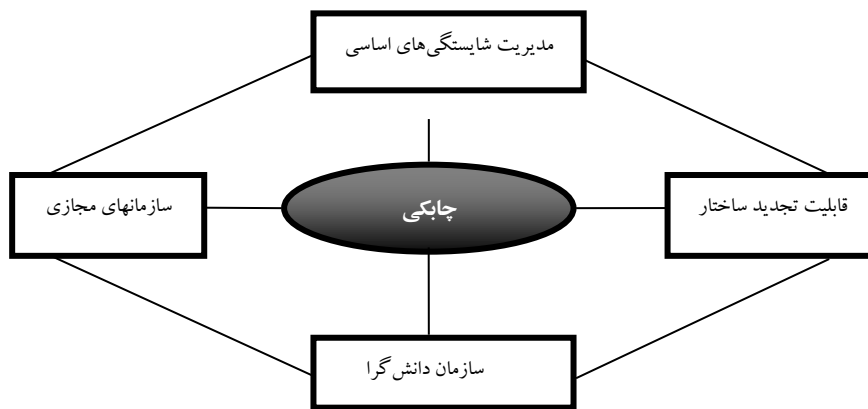 مدیریت شایستگی‌های اساسی
قابلیت تجدید ساختار
چابکی
سازمانهای مجازی
سازمان دانش‌گرا